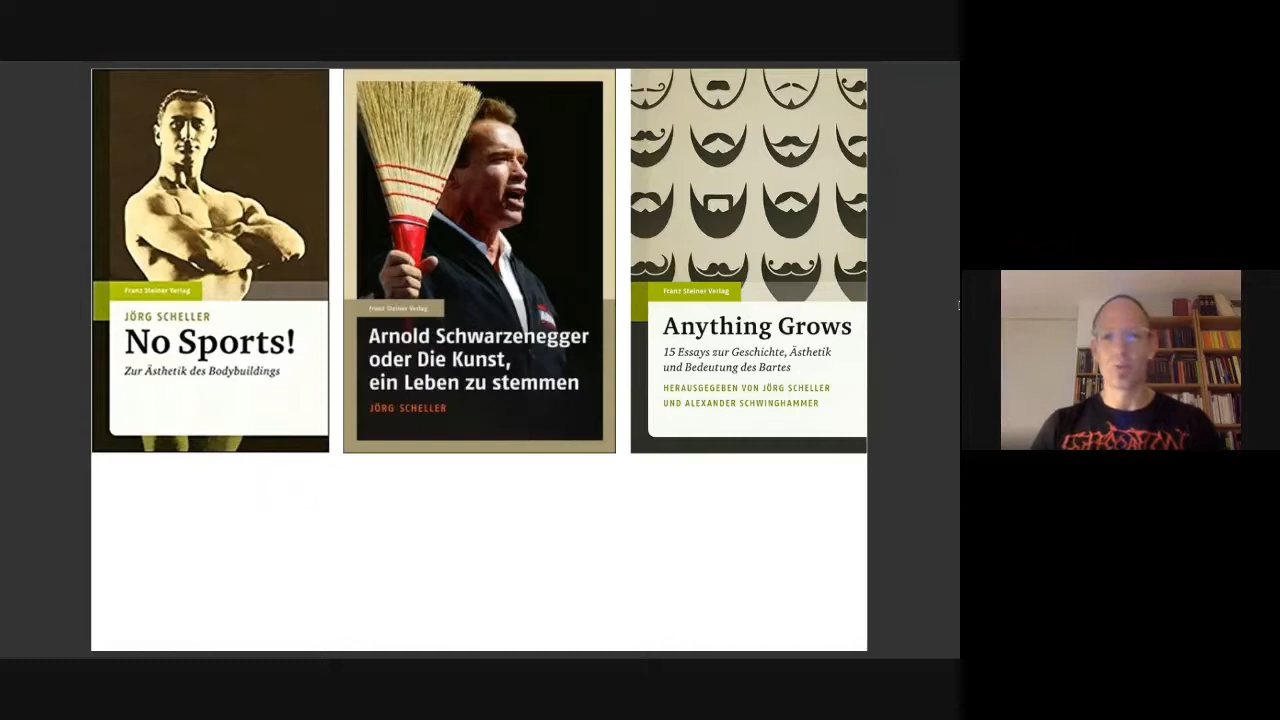 Franz Steiner Verlag
JÖRG SCHELLER
No Sports!
Zur Ästhetik des Bodybuildings
Franz Steiner Verlag
Arnold Schwarzenegger
oder Die Kunst,
ein Leben zu stemmen
JÖRG SCHELLER
Franz Steiner Verlag
Anything Grows
15 Essays zur Geschichte, Ästhetik
und Bedeutung des Bartes
HERAUSGEGEBEN VON JÖRG SCHELLER
UND ALEXANDER SCHWINGHAMMER
SUFFOCATION